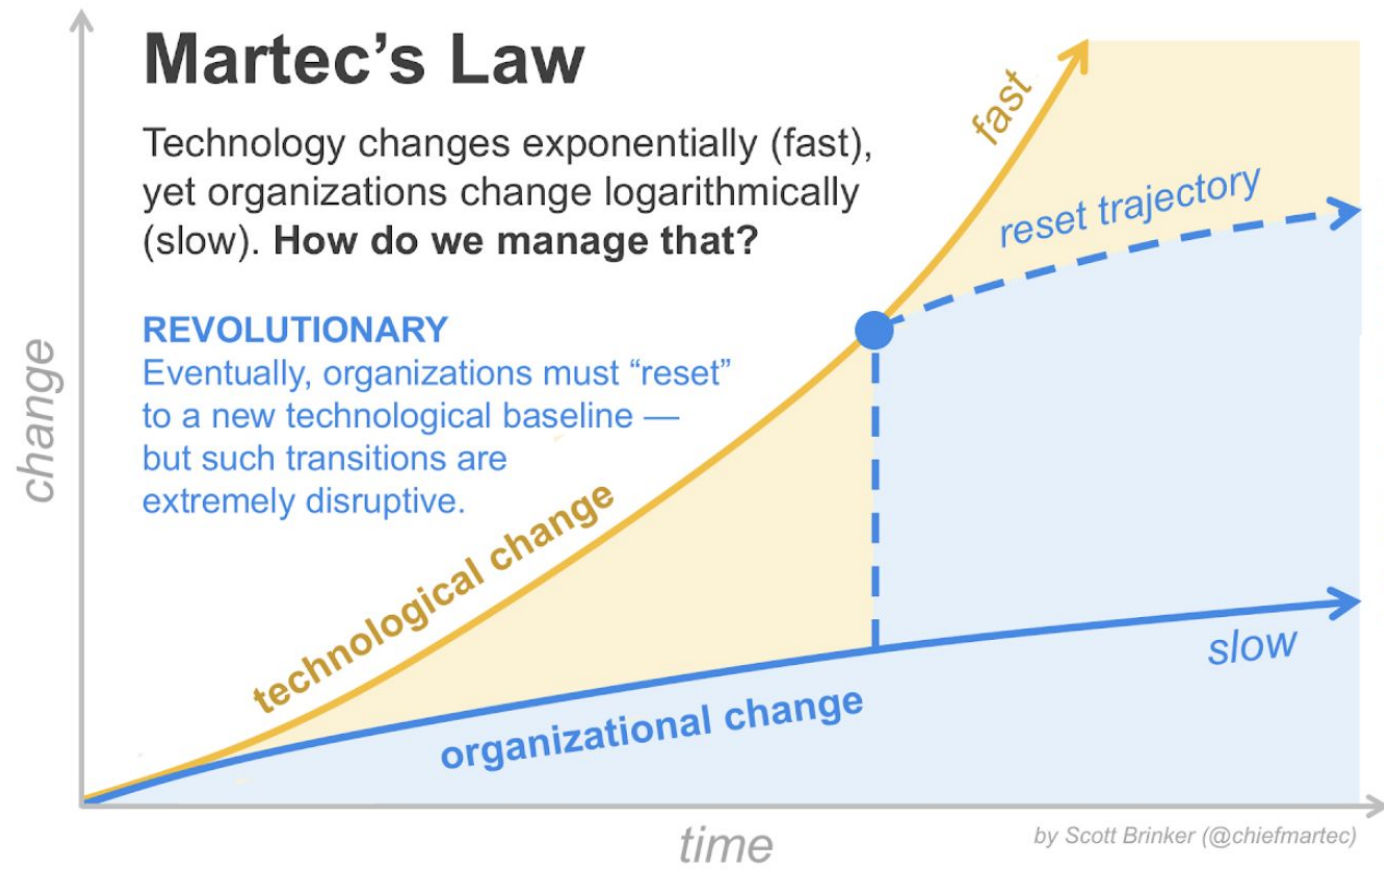 Martec’s Law
Technology changes exponentially (fast),
yet organizations change logarithmically
(slow). How do we manage that?
REVOLUTIONARY
Eventually, organizations must “reset”
to a new technological baseline —
but such transitions are
extremely disruptive.
fast
reset trajectory
technological change
organizational change
slow
change
time
by Scott Brinker (@chiefmartec)